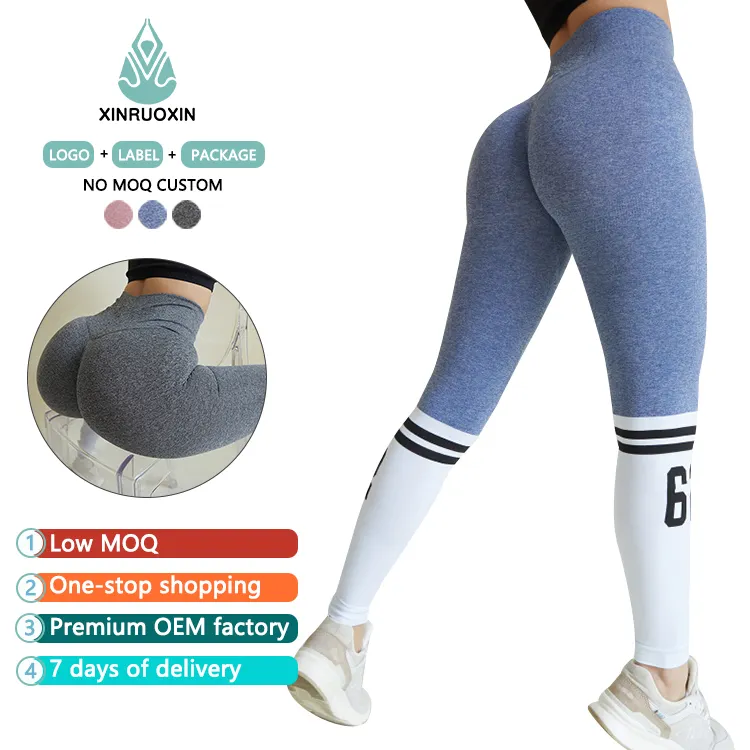 XINRUOXIN
LOGO + LABEL + PACKAGE
NO MOQ CUSTOM
1 Low MOQ
2 One-stop shopping
3 Premium OEM factory
4 7 days of delivery